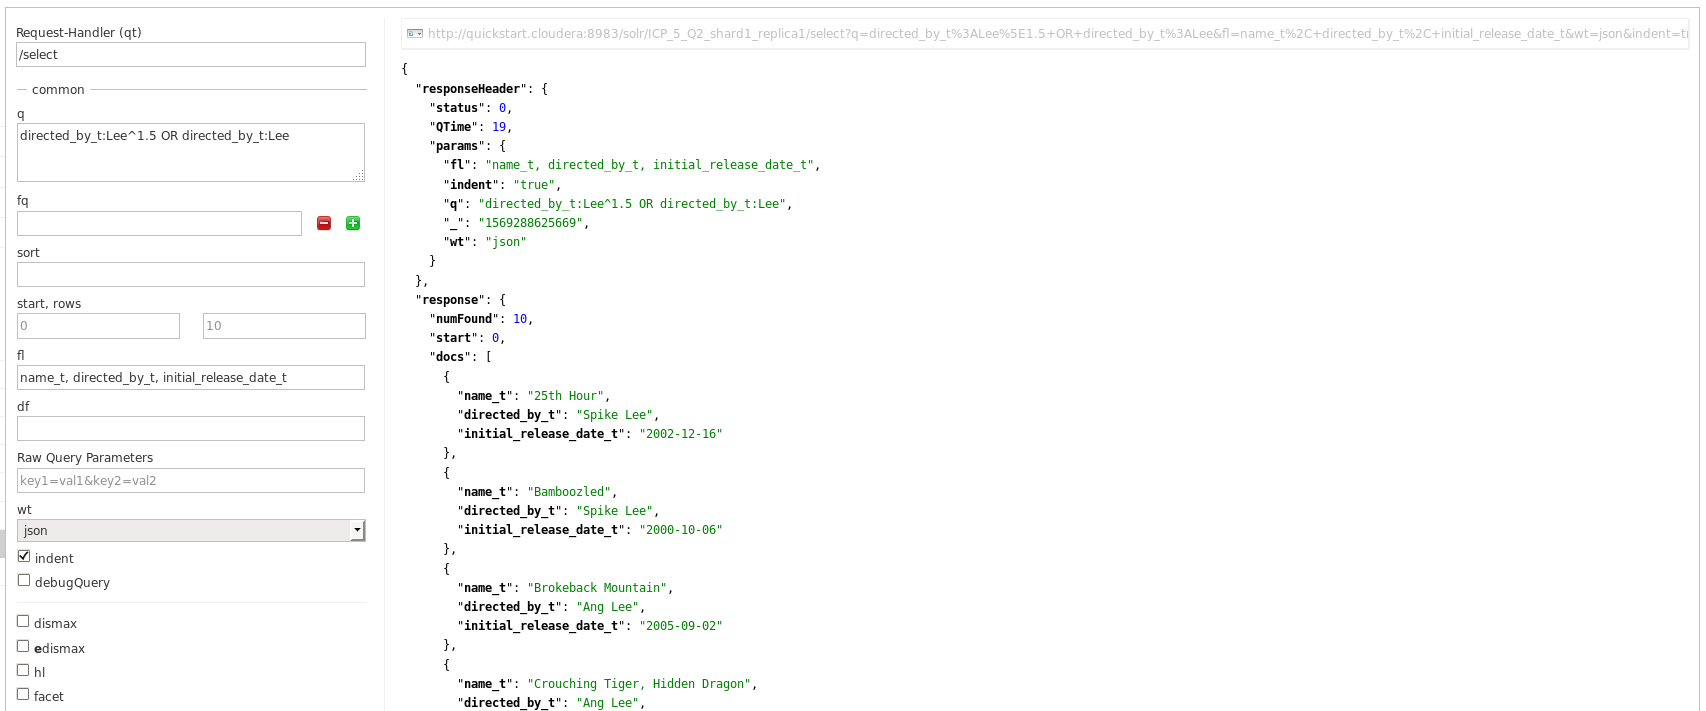 Request-Handler (qt)
/select
common
q
directed_by_t:Lee^1.5 OR directed_by_t:Lee
fq
sort
start, rows
0
10
fl
name_t, directed_by_t, initial_release_date_t
df
Raw Query Parameters
key1=val1&key2=val2
wt
json
indent
debugQuery
dismax
edismax
hl
facet
http://quickstart.cloudera:8983/solr/ICP_5_Q2_shard1_replica1/select?q=directed_by_t%3ALee%5E1.5+OR+directed_by_t%3ALee&fl=name_t%2C+directed_by_t%2C+initial_release_date_t&wt=json&indent=t
{
"responseHeader": {
"status": 0,
"QTime": 19,
"params": {
"fl": "name_t, directed_by_t, initial_release_date_t",
"indent": "true",
"q": "directed_by_t:Lee^1.5 OR directed_by_t:Lee",
"_": "1569288625669",
"wt": "json"
}
},
"response": {
"numFound": 10,
"start": 0,
"docs": [
{
"name_t": "25th Hour",
"directed_by_t": "Spike Lee",
"initial_release_date_t": "2002-12-16"
},
{
"name_t": "Bamboozled",
"directed_by_t": "Spike Lee",
"initial_release_date_t": "2000-10-06"
},
{
"name_t": "Brokeback Mountain",
"directed_by_t": "Ang Lee",
"initial_release_date_t": "2005-09-02"
},
{
"name_t": "Crouching Tiger, Hidden Dragon",
"directed_by_t": "Ang Lee",